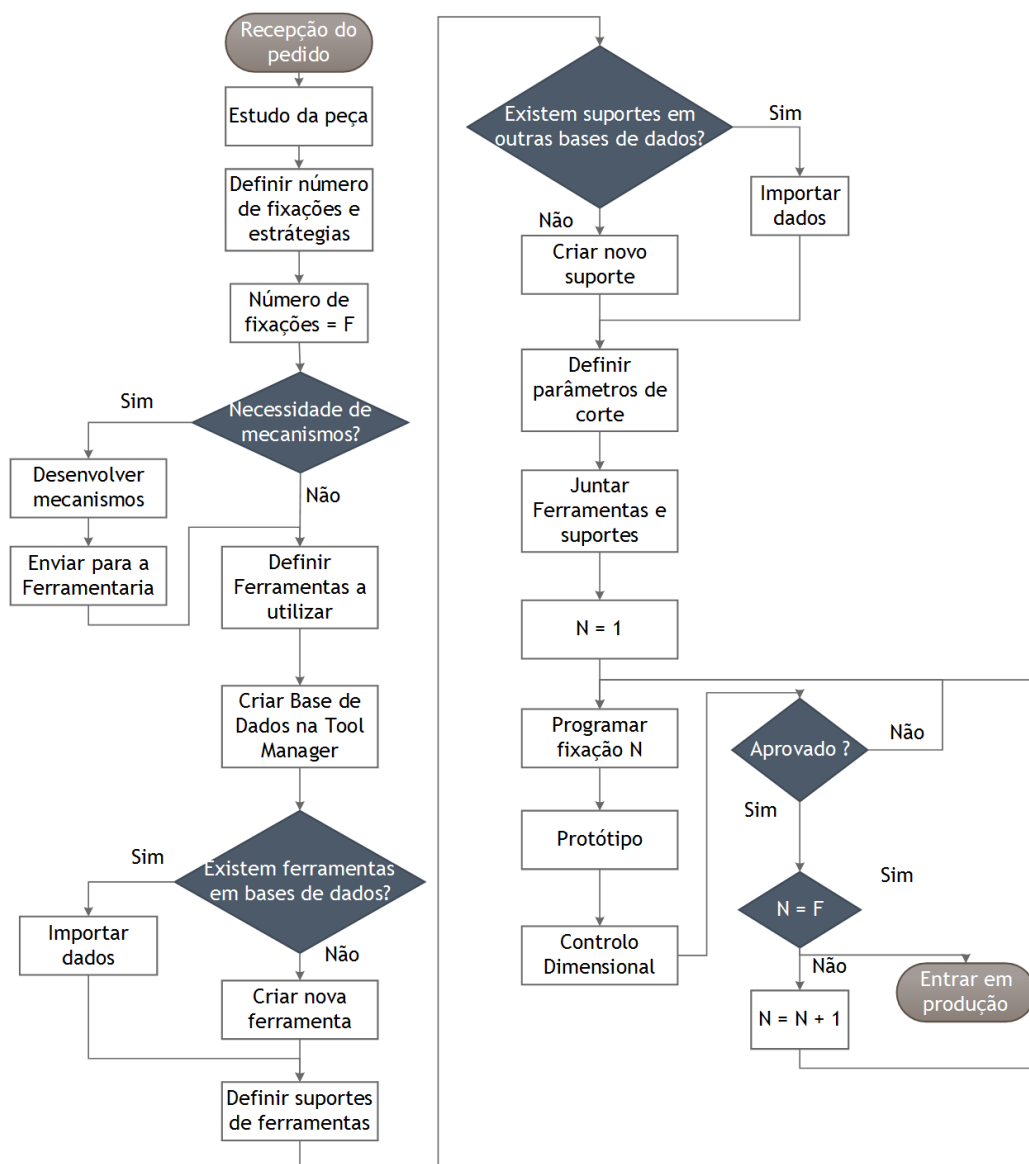 Recepção do
pedido
Estudo da peça
Definir número
de fixações e
estrátegias
Número de
fixações = F
Necessidade de
mecanismos?
Sim
Não
Desenvolver
mecanismos
Enviar para a
Ferramentaria
Definir
Ferramentas a
utilizar
Criar Base de
Dados na Tool
Manager
Existem ferramentas
em bases de dados?
Sim
Não
Importar
dados
Criar nova
ferramenta
Definir suportes
de ferramentas
Existem suportes em
outras bases de dados?
Sim
Não
Importar
dados
Criar novo
suporte
Definir
parâmetros de
corte
Juntar
Ferramentas e
suportes
N = 1
Programar
fixação N
Protótipo
Controlo
Dimensional
Aprovado ?
Não
Sim
N = F
Sim
Não
Entrar em
produção
N = N + 1